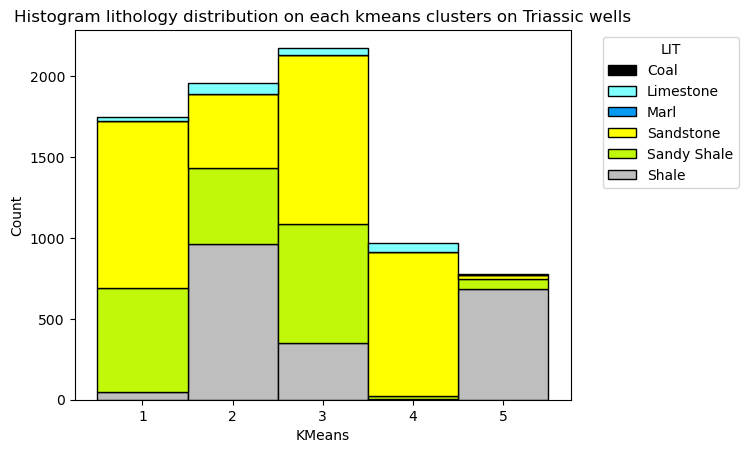 Histogram lithology distribution on each kmeans clusters on Triassic wells
2000
1500
1000
500
0
Count
1 2 3 4 5
KMeans
LIT
Coal
Limestone
Marl
Sandstone
Sandy Shale
Shale